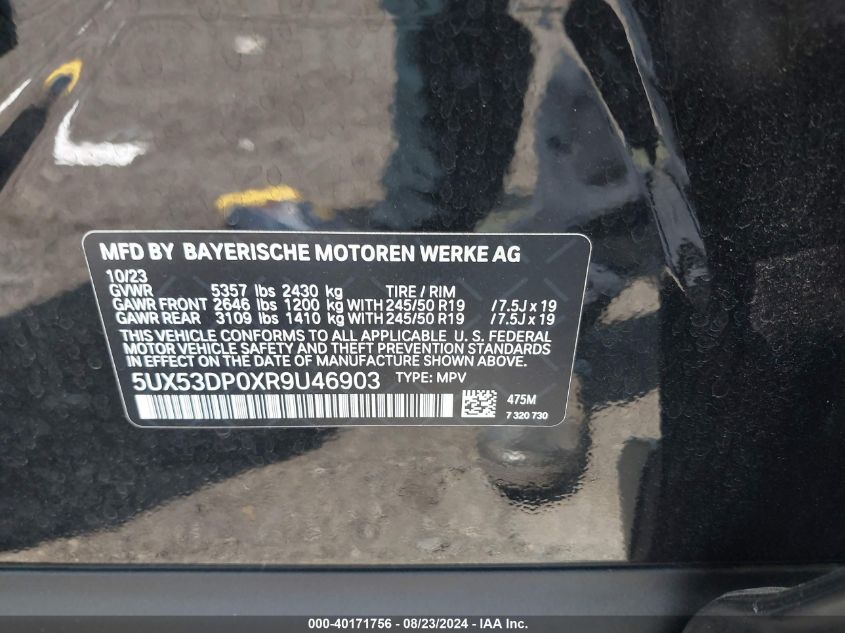 MFD BY BAYERISCHE MOTOREN WERKE AG
10/23
GVWR 5357 lbs 2430 kg TIRE / RIM
GAWR FRONT 2646 lbs 1200 kg WITH 245/50 R19 /7.5J x 19
GAWR REAR 3109 lbs 1410 kg WITH 245/50 R19 /7.5J x 19
THIS VEHICLE CONFORMS TO ALL APPLICABLE U. S. FEDERAL
MOTOR VEHICLE SAFETY AND THEFT PREVENTION STANDARDS
IN EFFECT ON THE DATE OF MANUFACTURE SHOWN ABOVE.
5UX53DP0XR9U46903 TYPE: MPV
475M
7 320 730
000-40171756 - 08/23/2024 - IAA Inc.